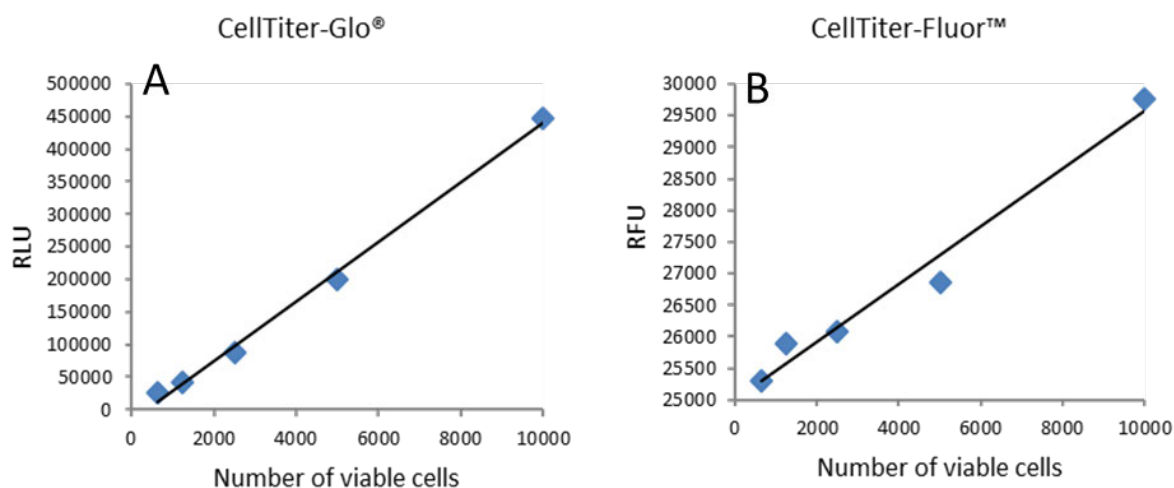 CellTiter-Glo®
A
500000
450000
400000
350000
300000
250000
200000
150000
100000
50000
0
RLU
0 2000 4000 6000 8000 10000
Number of viable cells
CellTiter-Fluor™
B
30000
29500
29000
28500
28000
27500
27000
26500
26000
25500
25000
RFU
0 2000 4000 6000 8000 10000
Number of viable cells